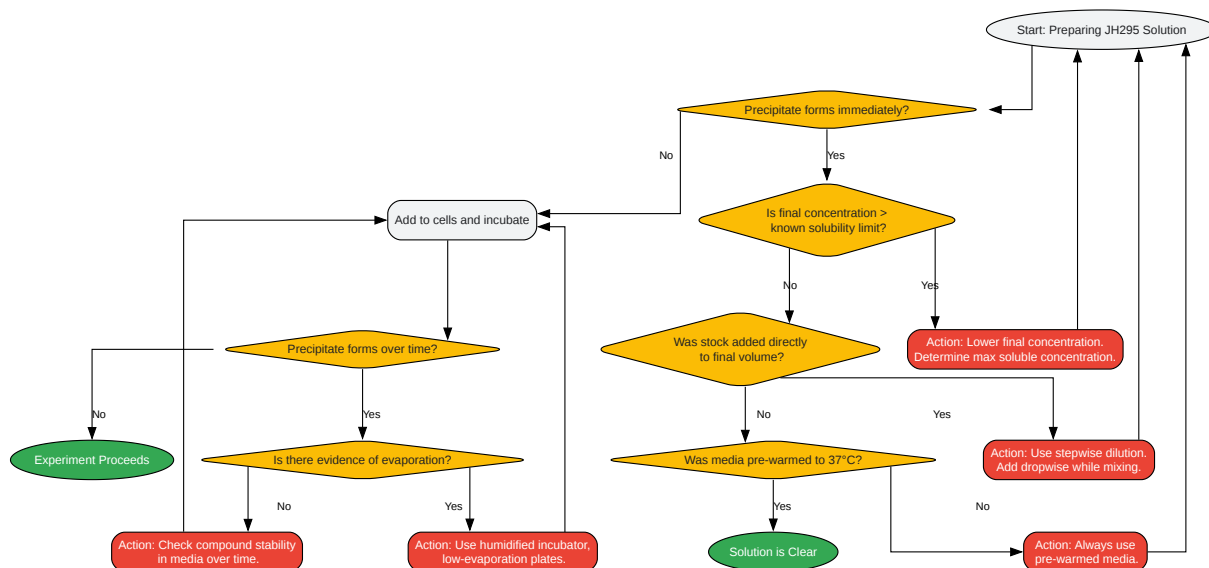 Start: Preparing JH295 Solution
Precipitate forms immediately?
No
Yes
Add to cells and incubate
Is final concentration >
known solubility limit?
No
Yes
Precipitate forms over time?
Was stock added directly
to final volume?
Action: Lower final concentration.
Determine max soluble concentration.
No
Yes
No
Yes
Experiment Proceeds
Is there evidence of evaporation?
Was media pre-warmed to 37°C?
Action: Use stepwise dilution.
Add dropwise while mixing.
No
Yes
Yes
No
Action: Check compound stability
in media over time.
Action: Use humidified incubator,
low-evaporation plates.
Solution is Clear
Action: Always use
pre-warmed media.